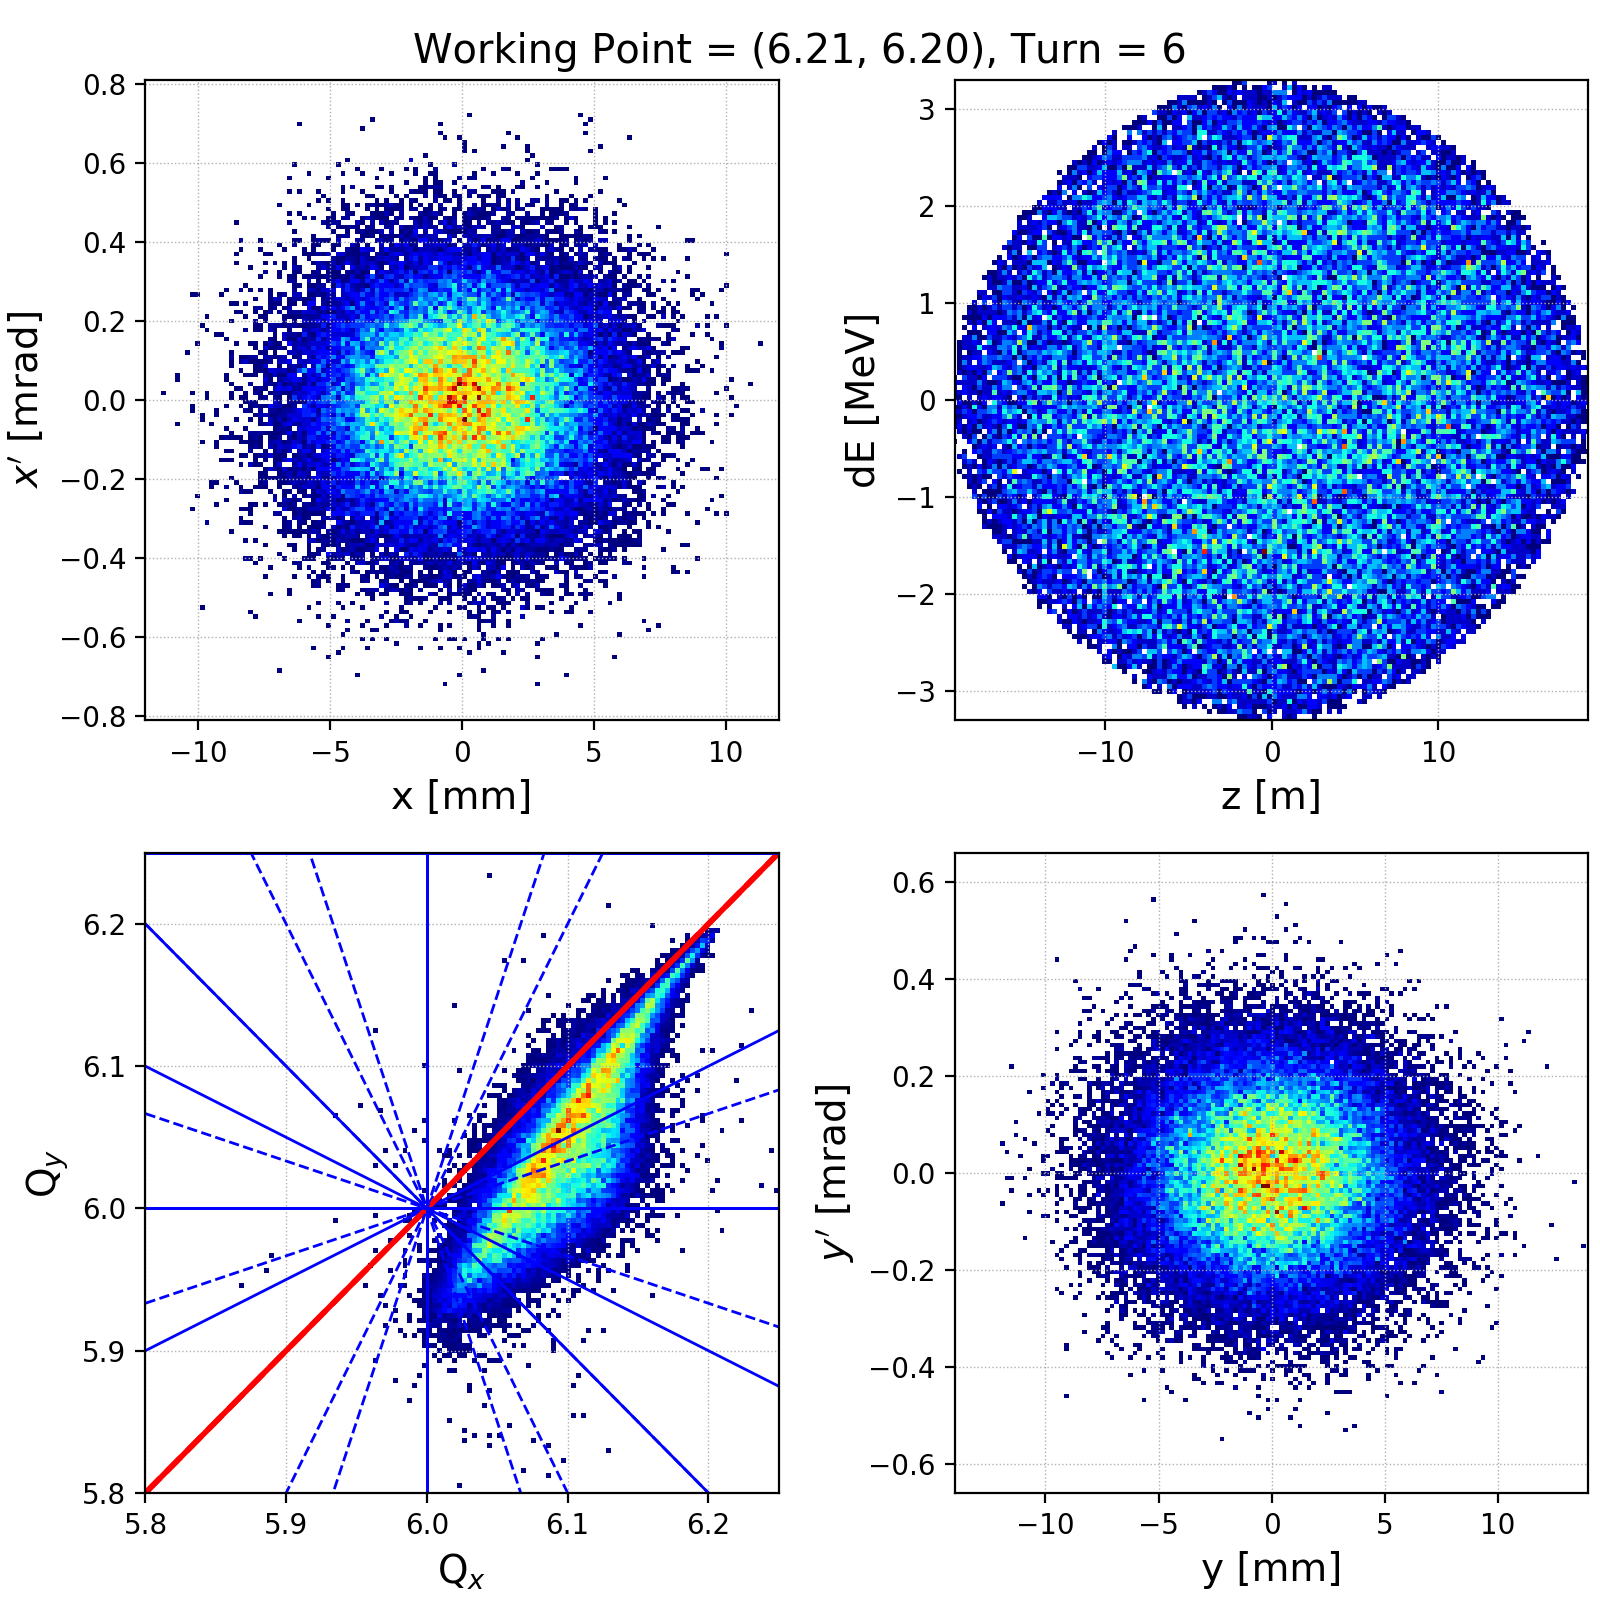 Working Point = (6.21, 6.20), Turn = 6
0.8
0.6
0.4
0.2
0.0
−0.2
−0.4
−0.6
−0.8
x′ [mrad]
−10 −5 0 5 10
x [mm]
3
2
1
0
−1
−2
−3
dE [MeV]
−10 0 10
z [m]
6.2
6.1
6.0
5.9
5.8
Qy
5.8 5.9 6.0 6.1 6.2
Qx
0.6
0.4
0.2
0.0
−0.2
−0.4
−0.6
y′ [mrad]
−10 −5 0 5 10
y [mm]